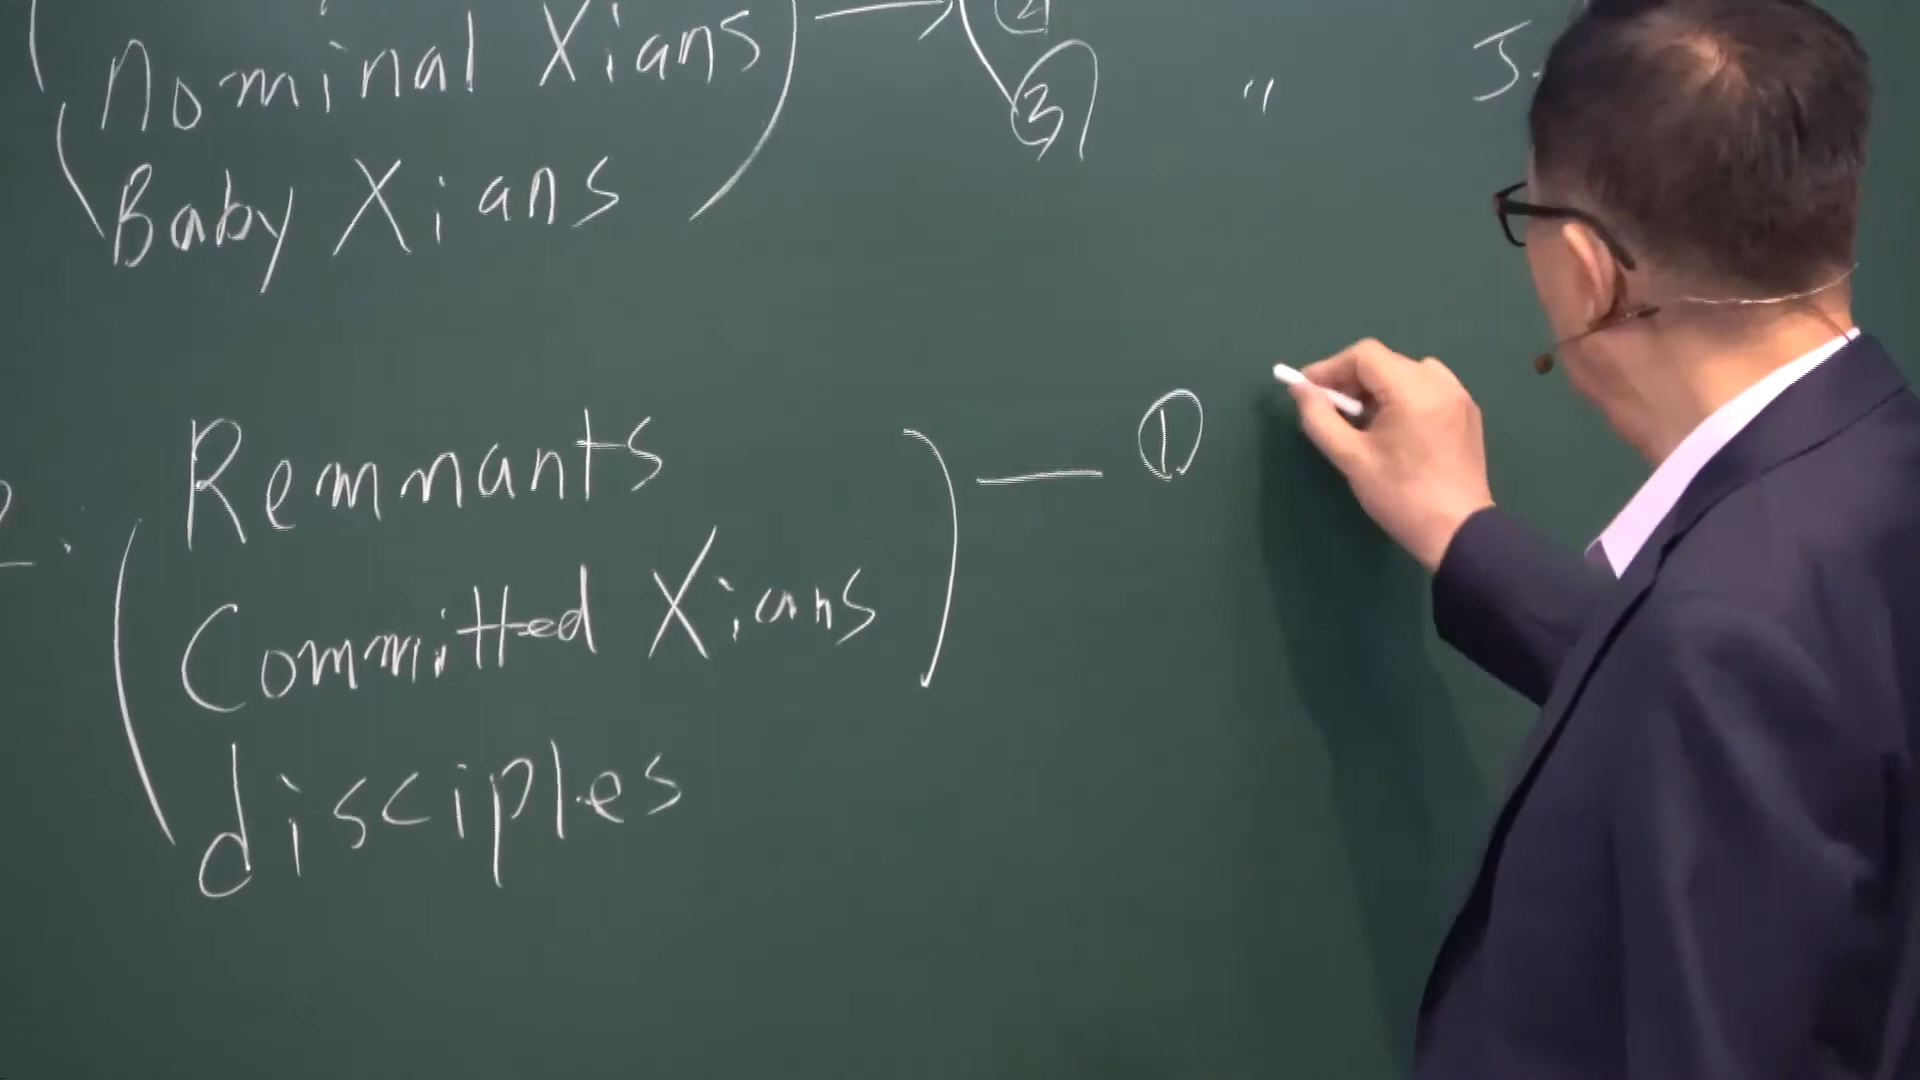 ②
Nominal Xians ③ " J.
Baby Xians
2. Remnants ①
Committed Xians
disciples